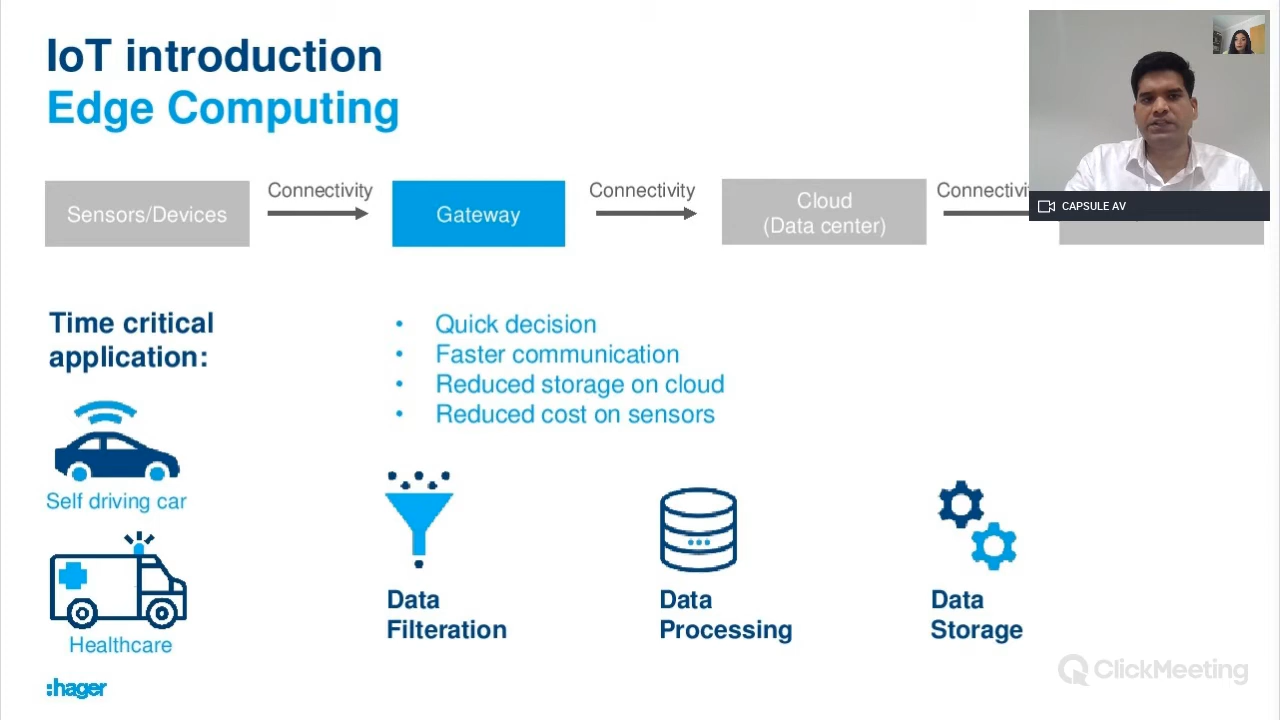 IoT introduction
Edge Computing
CAPSULE AV
Sensors/Devices
Connectivity
Gateway
Connectivity
Cloud
(Data center)
Time critical
application:
Self driving car
Healthcare
• Quick decision
• Faster communication
• Reduced storage on cloud
• Reduced cost on sensors
Data
Filteration
Data
Processing
Data
Storage
:hager
ClickMeeting